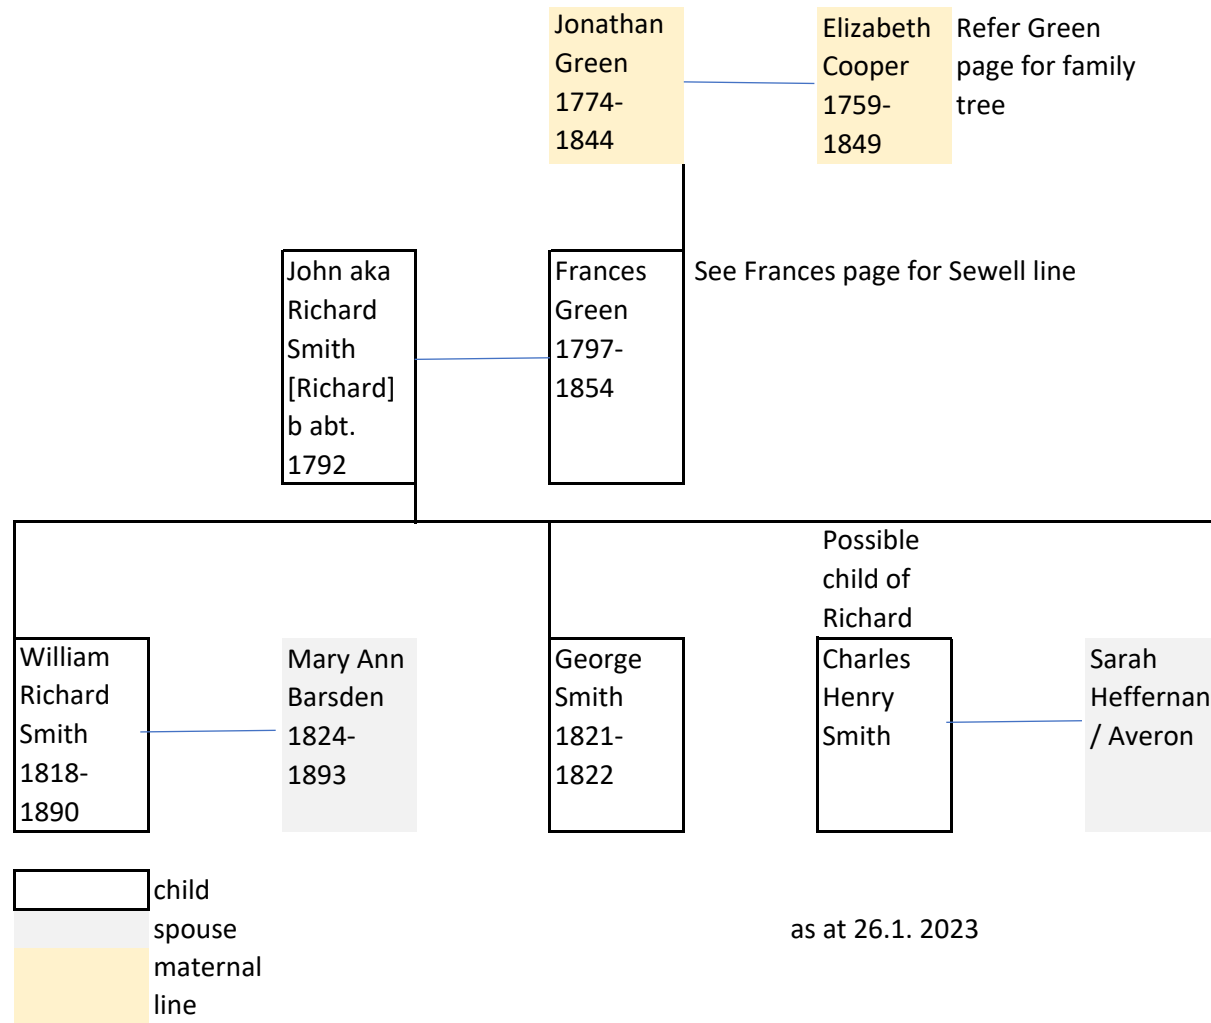 Jonathan
Green
1774-
1844
Elizabeth
Cooper
1759-
1849
Refer Green
page for family
tree
John aka
Richard
Smith
[Richard]
b abt.
1792
Frances
Green
1797-
1854
See Frances page for Sewell line
Possible
child of
Richard
William
Richard
Smith
1818-
1890
Mary Ann
Barsden
1824-
1893
George
Smith
1821-
1822
Charles
Henry
Smith
Sarah
Heffernan
/ Averon
child
spouse
maternal
line
as at 26.1. 2023